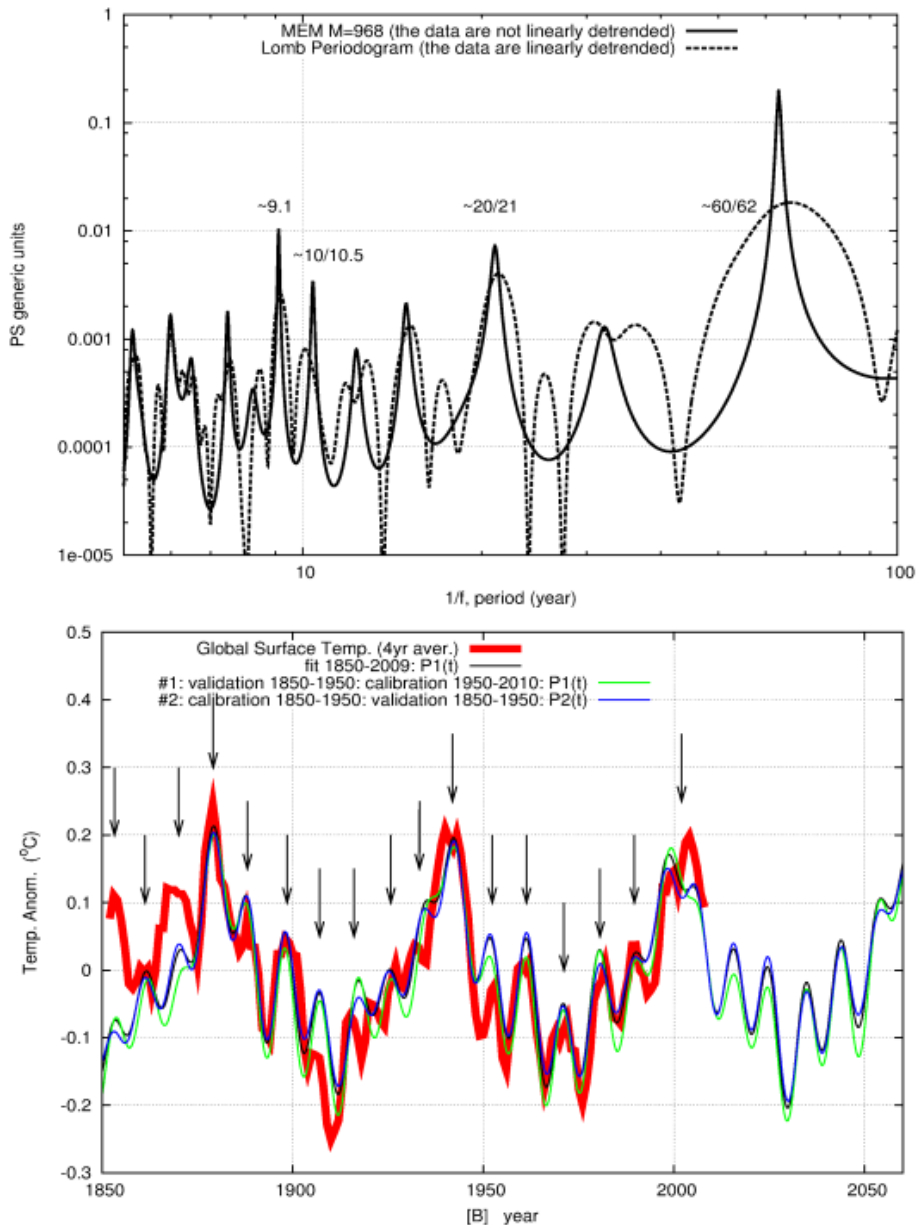 MEM M=968 (the data are not linearly detrended)
Lomb Periodogram (the data are linearly detrended)
1
0.1
0.01
0.001
0.0001
1e-005
PS generic units
~9.1
~10/10.5
~20/21
~60/62
10
100
1/f, period (year)
Global Surface Temp. (4yr aver.)
fit 1850-2009: P1(t)
#1: validation 1850-1950: calibration 1950-2010: P1(t)
#2: calibration 1850-1950: validation 1850-1950: P2(t)
0.5
0.4
0.3
0.2
0.1
0
-0.1
-0.2
-0.3
Temp. Anom. (°C)
1850
1900
1950
2000
2050
[B] year